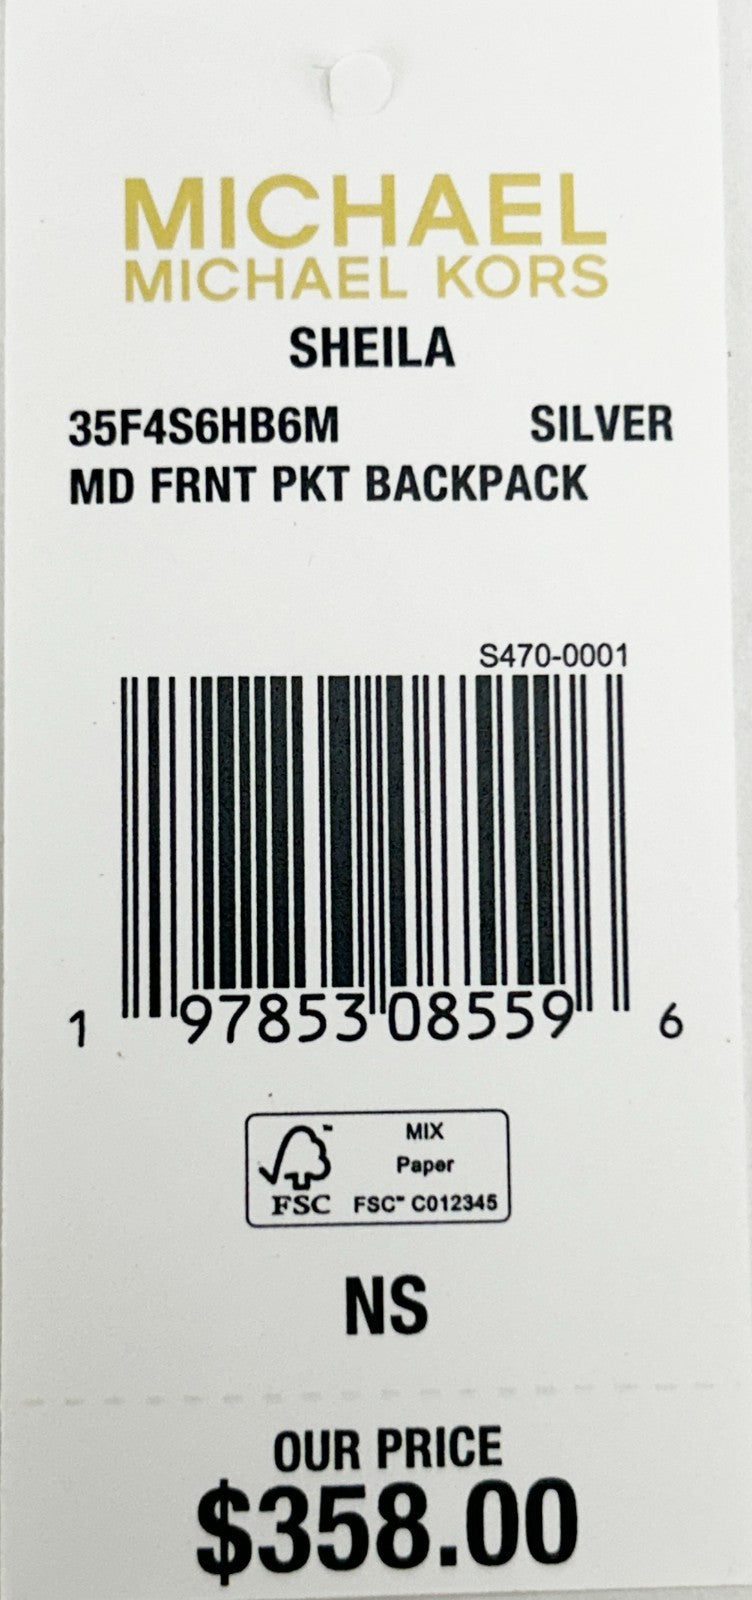 MICHAEL
MICHAEL KORS
SHEILA
35F4S6HB6M SILVER
MD FRNT PKT BACKPACK
S470-0001
1 97853 08559 6
MIX
Paper
FSC FSC™ C012345
NS
OUR PRICE
$358.00